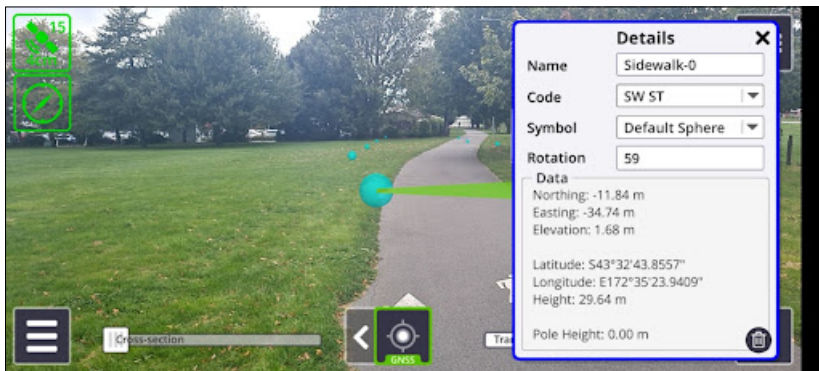 15
Details
Name
Sidewalk-0
Code
SW ST
Symbol
Default Sphere
Rotation
59
Data
Northing: -11.84 m
Easting: -34.74 m
Elevation: 1.68 m
Latitude: S43°32'43.8557"
Longitude: E172°35'23.9409"
Height: 29.64 m
Pole Height: 0.00 m
Cross-section
GNSS